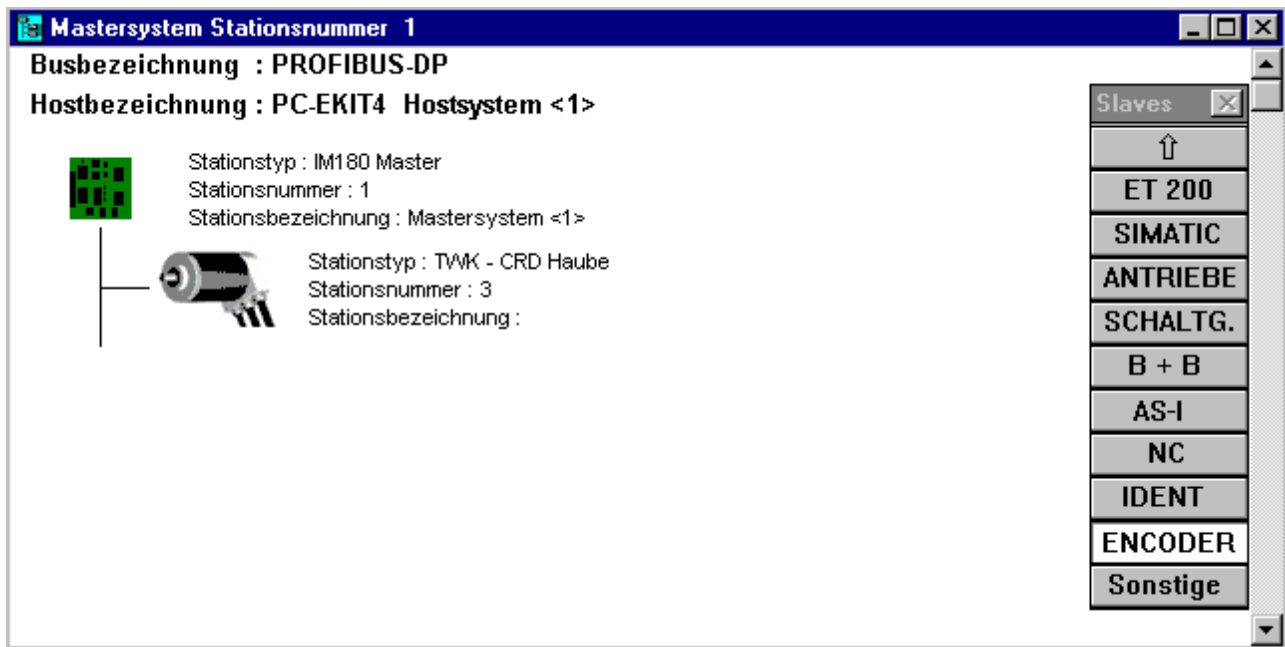 Mastersystem Stationsnummer 1
Busbezeichnung : PROFIBUS-DP
Hostbezeichnung : PC-EKIT4 Hostsystem <1>
Stationstyp : IM180 Master
Stationsnummer : 1
Stationsbezeichnung : Mastersystem <1>
Stationstyp : TWK - CRD Haube
Stationsnummer : 3
Stationsbezeichnung :
Slaves
ET 200
SIMATIC
ANTRIEBE
SCHALTG.
B + B
AS-I
NC
IDENT
ENCODER
Sonstige